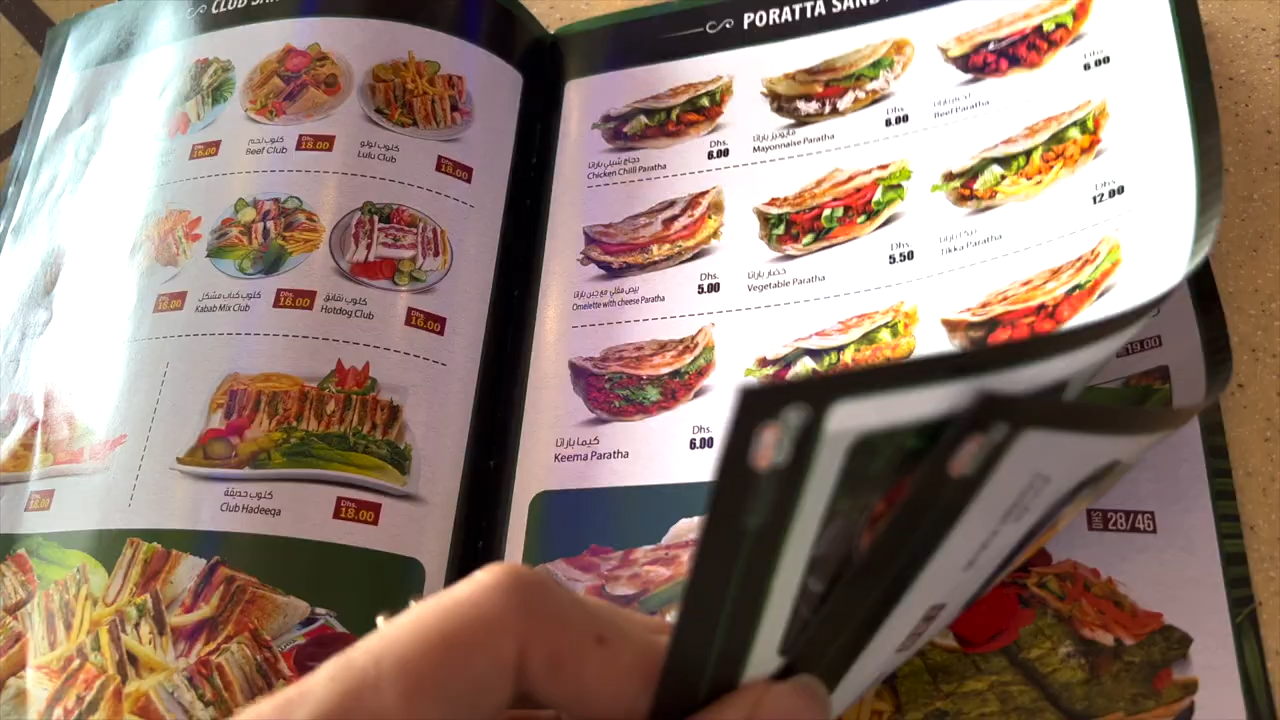 CLUB
PORATTA SAND
Dhs.
16.00
كلوب لحم
Beef Club
Dhs.
18.00
كلوب لولو
Lulu Club
Dhs.
18.00
Dhs.
18.00
كلوب كباب مشكل
Kabab Mix Club
Dhs.
18.00
كلوب نقانق
Hotdog Club
Dhs.
16.00
Dhs.
18.00
كلوب حديقة
Club Hadeeqa
Dhs.
18.00
دجاج شيلي باراتا
Chicken Chilli Paratha
Dhs.
6.00
مايونيز باراتا
Mayonnaise Paratha
Dhs.
6.00
Beef Paratha
Dhs.
6.00
بيض مقلي مع جبن باراتا
Omelette with cheese Paratha
Dhs.
5.00
خضار باراتا
Vegetable Paratha
Dhs.
5.50
تيكا باراتا
Tikka Paratha
Dhs.
12.00
كيما باراتا
Keema Paratha
Dhs.
6.00
19.00
DHS 28/46